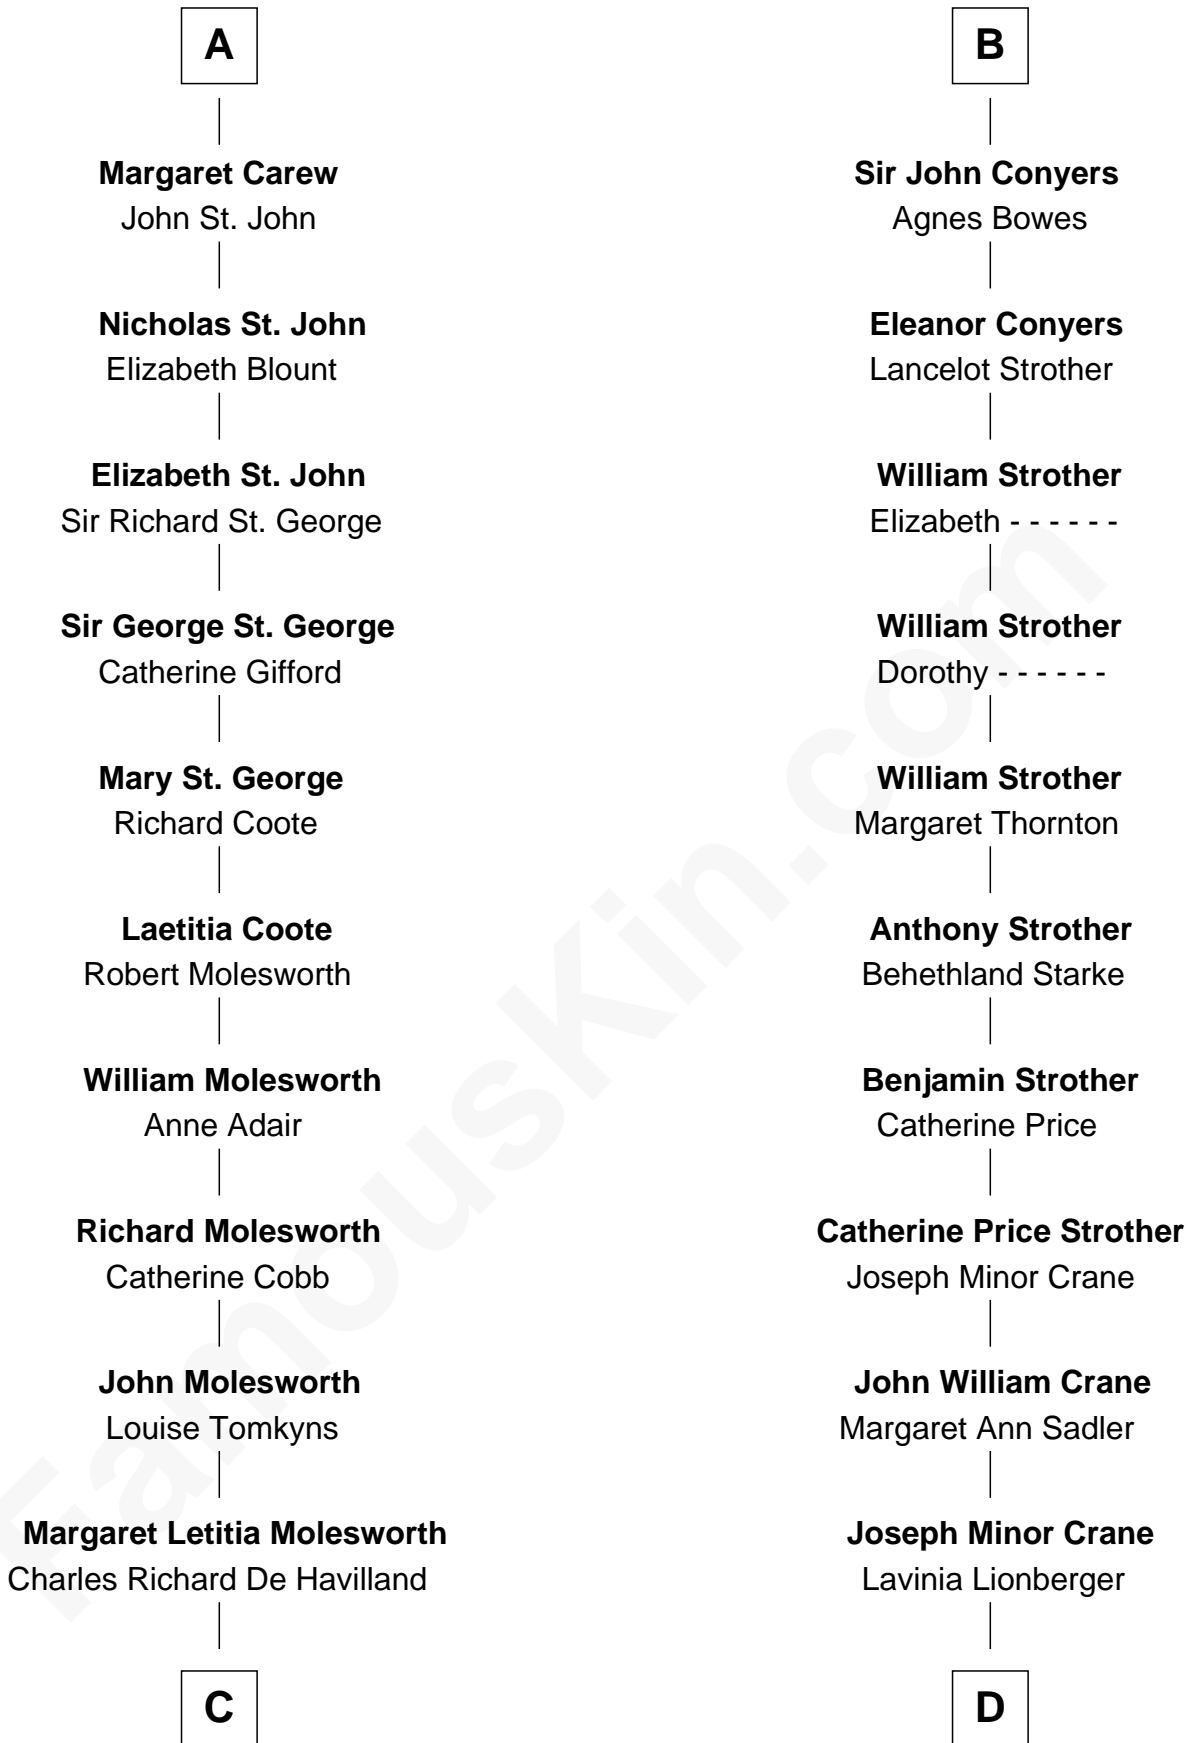 A
Margaret Carew
John St. John
Nicholas St. John
Elizabeth Blount
Elizabeth St. John
Sir Richard St. George
Sir George St. George
Catherine Gifford
Mary St. George
Richard Coote
Laetitia Coote
Robert Molesworth
William Molesworth
Anne Adair
Richard Molesworth
Catherine Cobb
John Molesworth
Louise Tomkyns
Margaret Letitia Molesworth
Charles Richard De Havilland
C
B
Sir John Conyers
Agnes Bowes
Eleanor Conyers
Lancelot Strother
William Strother
Elizabeth - - - - - -
William Strother
Dorothy - - - - - -
William Strother
Margaret Thornton
Anthony Strother
Behethland Starke
Benjamin Strother
Catherine Price
Catherine Price Strother
Joseph Minor Crane
John William Crane
Margaret Ann Sadler
Joseph Minor Crane
Lavinia Lionberger
D
FamousKin.com